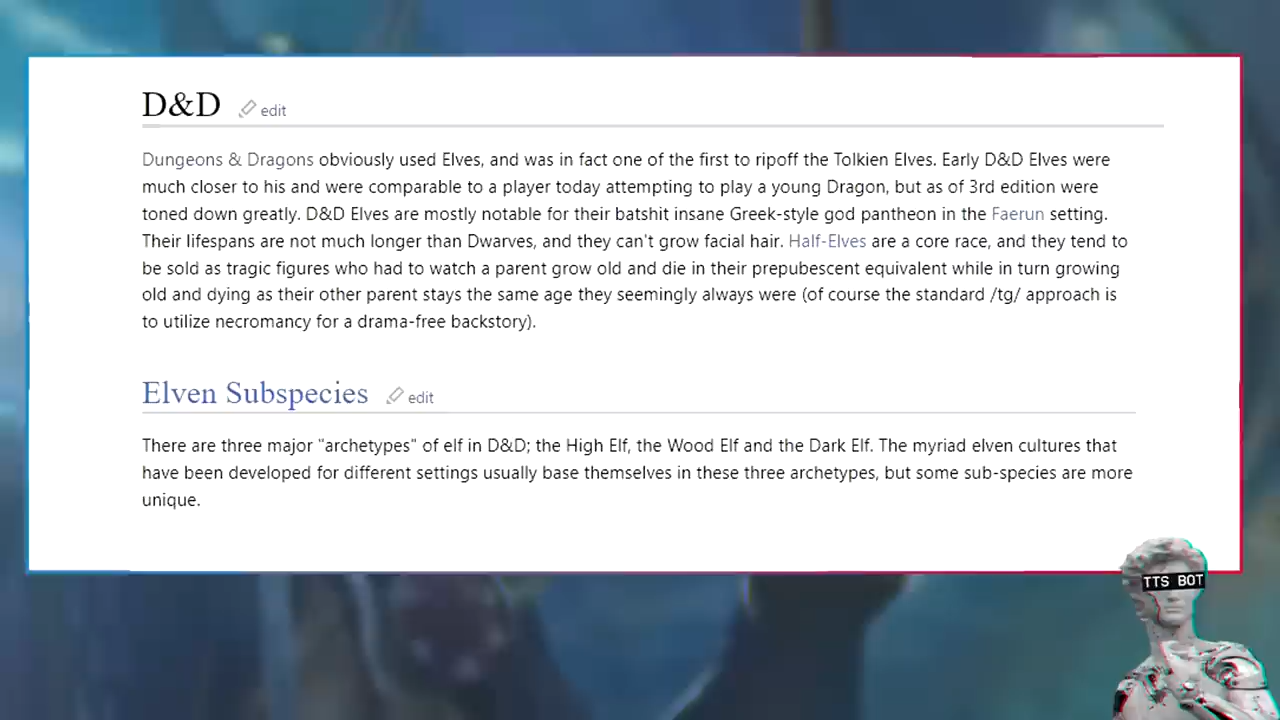 D&D edit
Dungeons & Dragons obviously used Elves, and was in fact one of the first to ripoff the Tolkien Elves. Early D&D Elves were
much closer to his and were comparable to a player today attempting to play a young Dragon, but as of 3rd edition were
toned down greatly. D&D Elves are mostly notable for their batshit insane Greek-style god pantheon in the Faerun setting.
Their lifespans are not much longer than Dwarves, and they can't grow facial hair. Half-Elves are a core race, and they tend to
be sold as tragic figures who had to watch a parent grow old and die in their prepubescent equivalent while in turn growing
old and dying as their other parent stays the same age they seemingly always were (of course the standard /tg/ approach is
to utilize necromancy for a drama-free backstory).
Elven Subspecies edit
There are three major "archetypes" of elf in D&D; the High Elf, the Wood Elf and the Dark Elf. The myriad elven cultures that
have been developed for different settings usually base themselves in these three archetypes, but some sub-species are more
unique.
TTS BOT